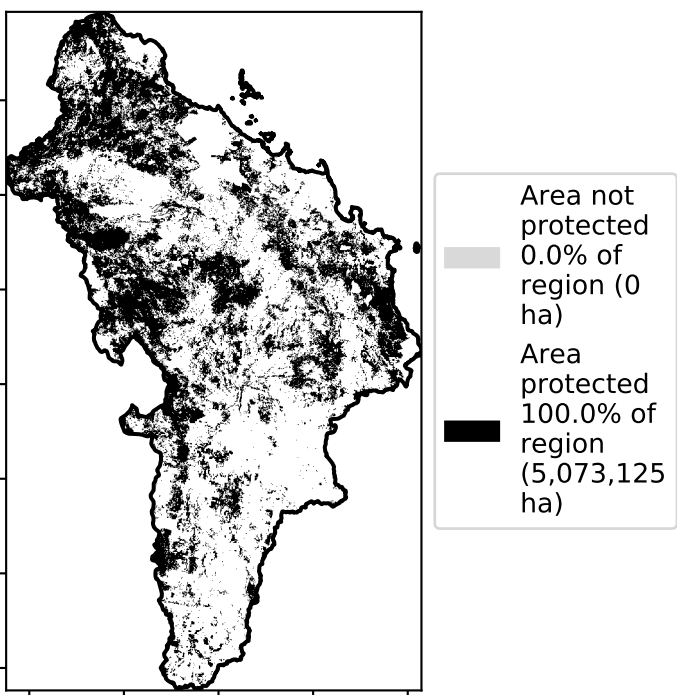 Area not
protected
0.0% of
region (0
ha)
Area
protected
100.0% of
region
(5,073,125
ha)